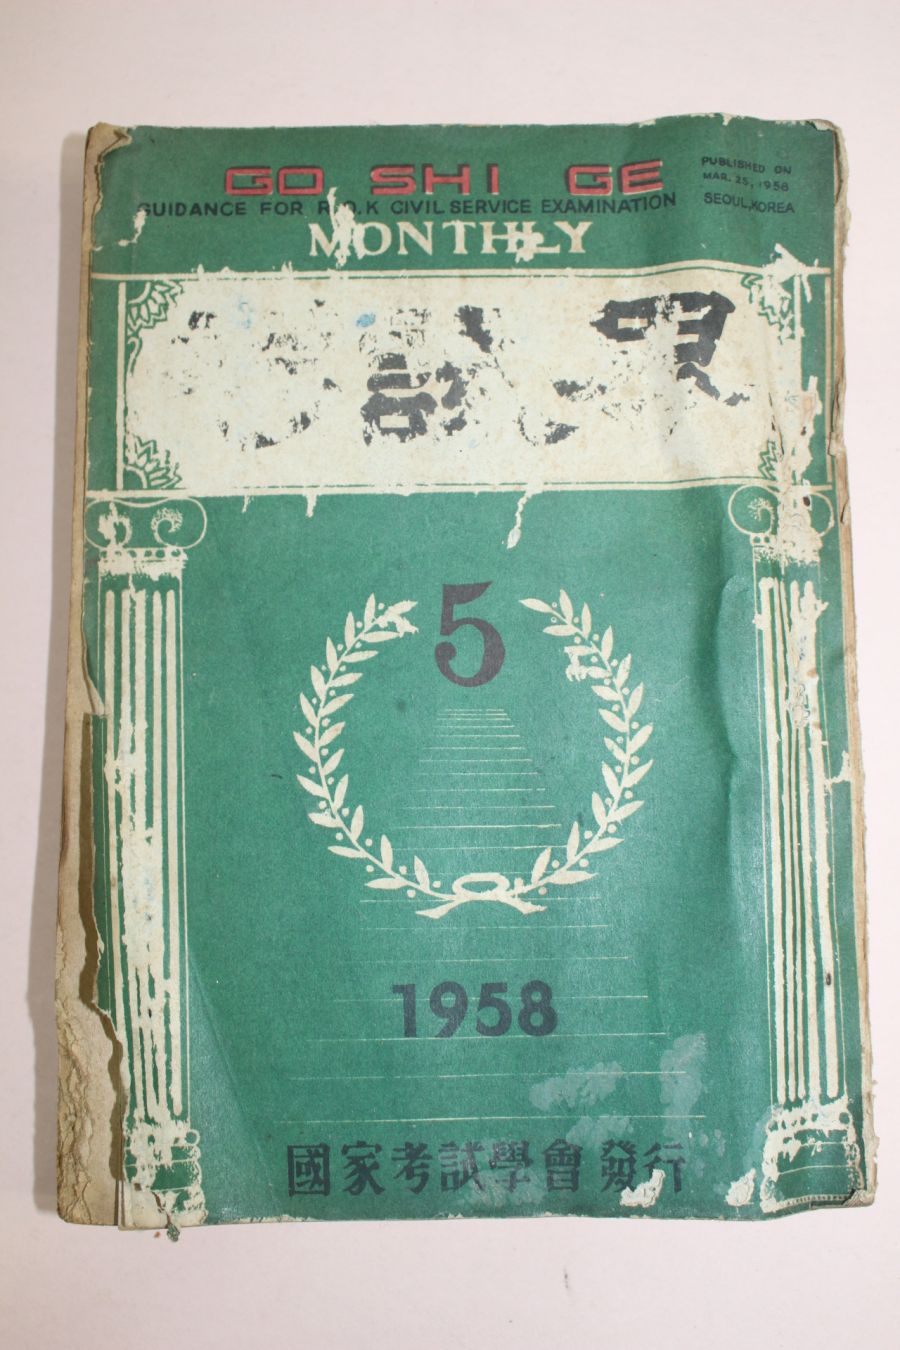 GO SHI GE
GUIDANCE FOR R.O.K CIVIL SERVICE EXAMINATION
MONTHLY
PUBLISHED ON
MAR. 25, 1958
SEOUL, KOREA
5
1958
國家考試學會 發行